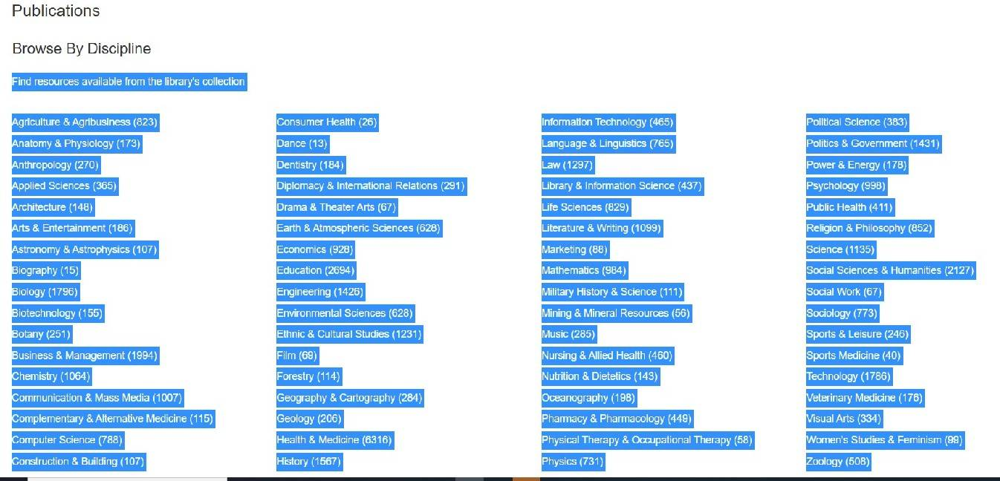 Publications
Browse By Discipline
Find resources available from the library's collection
Agriculture & Agribusiness (823)
Anatomy & Physiology (173)
Anthropology (270)
Applied Sciences (365)
Architecture (148)
Arts & Entertainment (186)
Astronomy & Astrophysics (107)
Biography (15)
Biology (1796)
Biotechnology (155)
Botany (251)
Business & Management (1994)
Chemistry (1064)
Communication & Mass Media (1007)
Complementary & Alternative Medicine (115)
Computer Science (788)
Construction & Building (107)
Consumer Health (26)
Dance (13)
Dentistry (184)
Diplomacy & International Relations (291)
Drama & Theater Arts (67)
Earth & Atmospheric Sciences (628)
Economics (928)
Education (2694)
Engineering (1426)
Environmental Sciences (628)
Ethnic & Cultural Studies (1231)
Film (69)
Forestry (114)
Geography & Cartography (284)
Geology (206)
Health & Medicine (6316)
History (1567)
Information Technology (465)
Language & Linguistics (765)
Law (1297)
Library & Information Science (437)
Life Sciences (829)
Literature & Writing (1099)
Marketing (88)
Mathematics (984)
Military History & Science (111)
Mining & Mineral Resources (56)
Music (285)
Nursing & Allied Health (460)
Nutrition & Dietetics (143)
Oceanography (198)
Pharmacy & Pharmacology (449)
Physical Therapy & Occupational Therapy (58)
Physics (731)
Political Science (383)
Politics & Government (1431)
Power & Energy (178)
Psychology (998)
Public Health (411)
Religion & Philosophy (852)
Science (1135)
Social Sciences & Humanities (2127)
Social Work (67)
Sociology (773)
Sports & Leisure (246)
Sports Medicine (40)
Technology (1786)
Veterinary Medicine (176)
Visual Arts (334)
Women's Studies & Feminism (99)
Zoology (508)